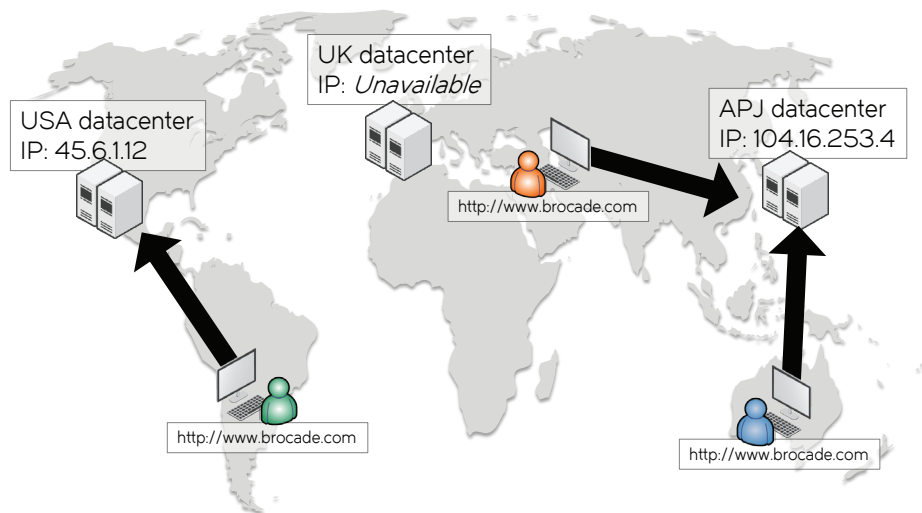 UK datacenter
IP: Unavailable
USA datacenter
IP: 45.6.1.12
APJ datacenter
IP: 104.16.253.4
http://www.brocade.com
http://www.brocade.com
http://www.brocade.com